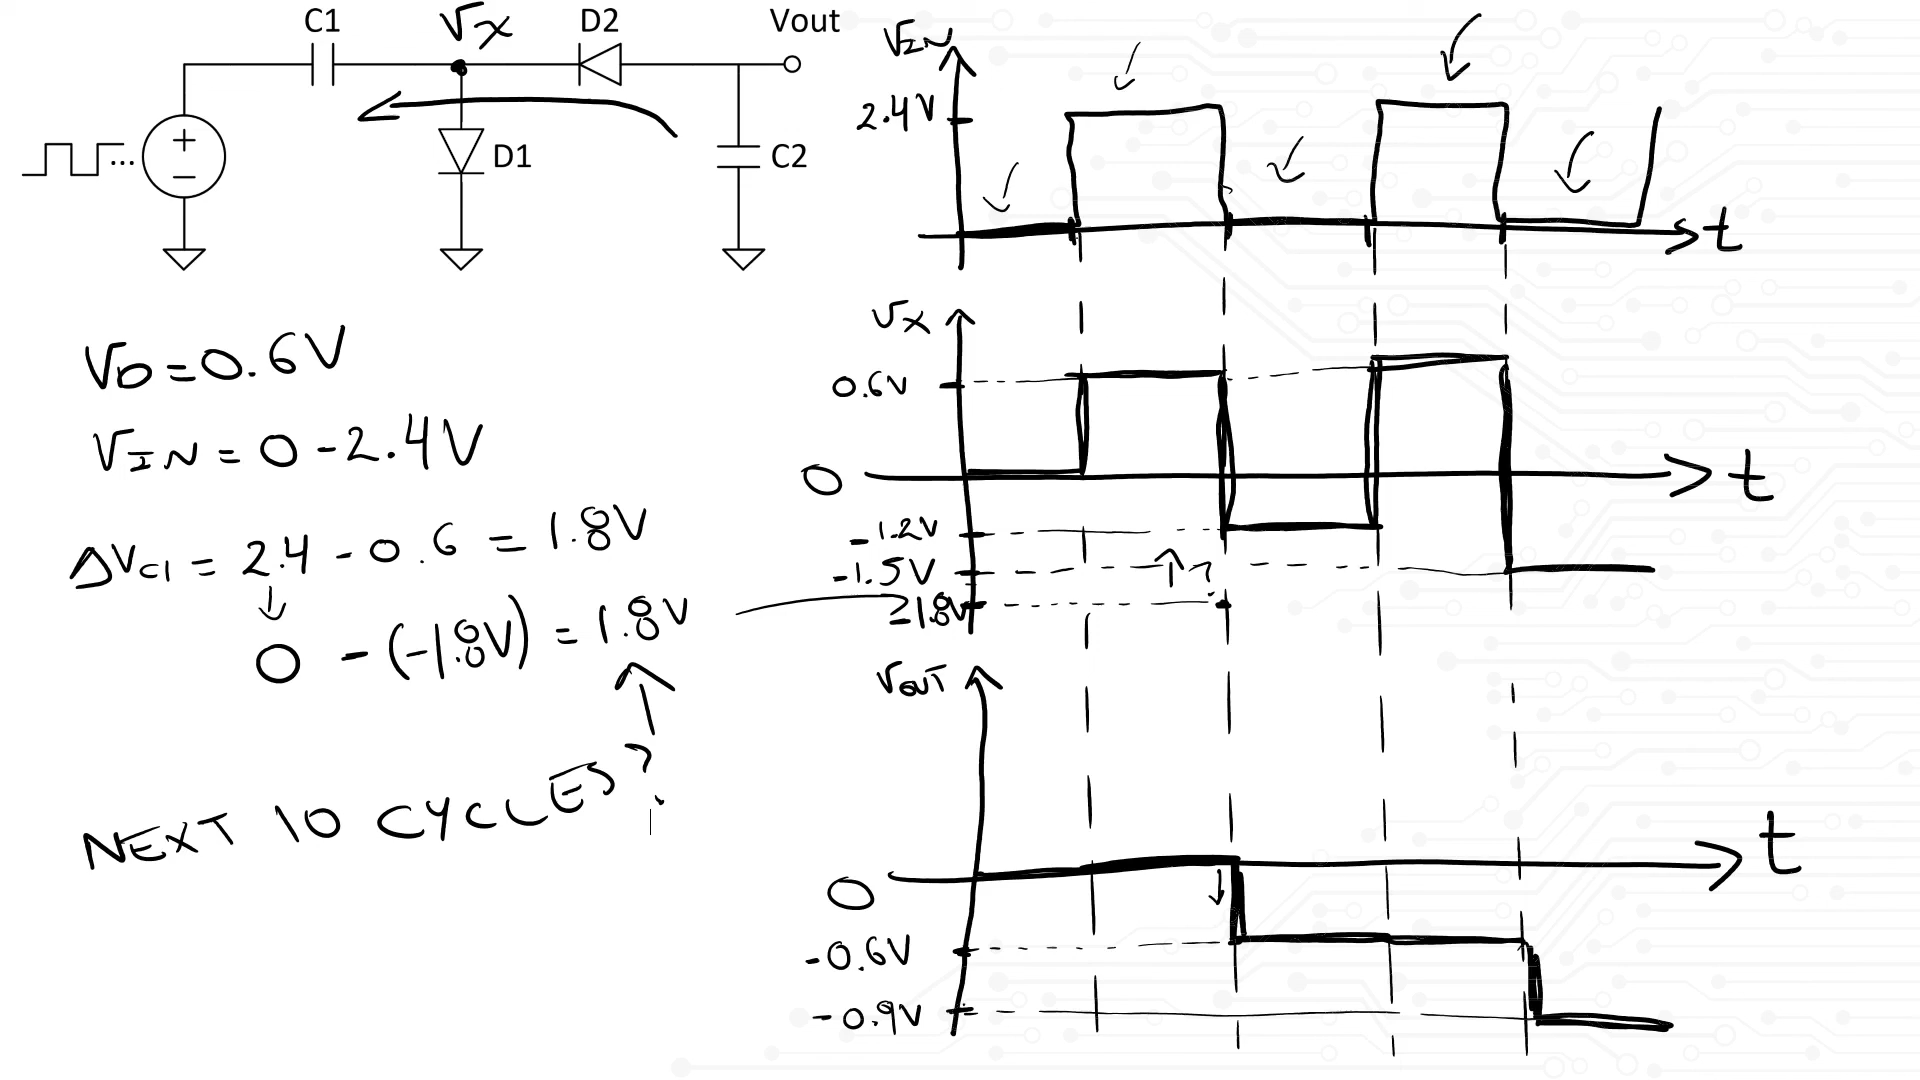 C1
Vx
D2
Vout
D1
C2
+
−
...
VD = 0.6V
VIN = 0 - 2.4V
ΔVC1 = 2.4 - 0.6 = 1.8V
0 - (-1.8V) = 1.8V
NEXT 10 CYCLES?
VIN
2.4V
t
Vx
0.6V
0
t
-1.2V
-1.5V
?
-1.8V
VOUT
t
0
-0.6V
-0.9V